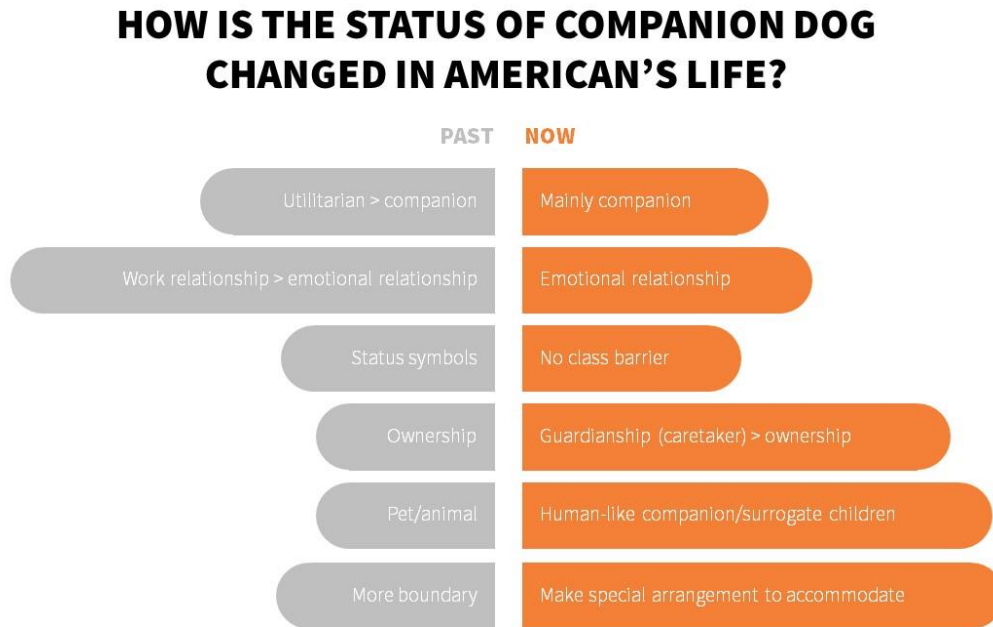 HOW IS THE STATUS OF COMPANION DOG
CHANGED IN AMERICAN'S LIFE?
PAST NOW
Utilitarian > companion Mainly companion
Work relationship > emotional relationship Emotional relationship
Status symbols No class barrier
Ownership Guardianship (caretaker) > ownership
Pet/animal Human-like companion/surrogate children
More boundary Make special arrangement to accommodate